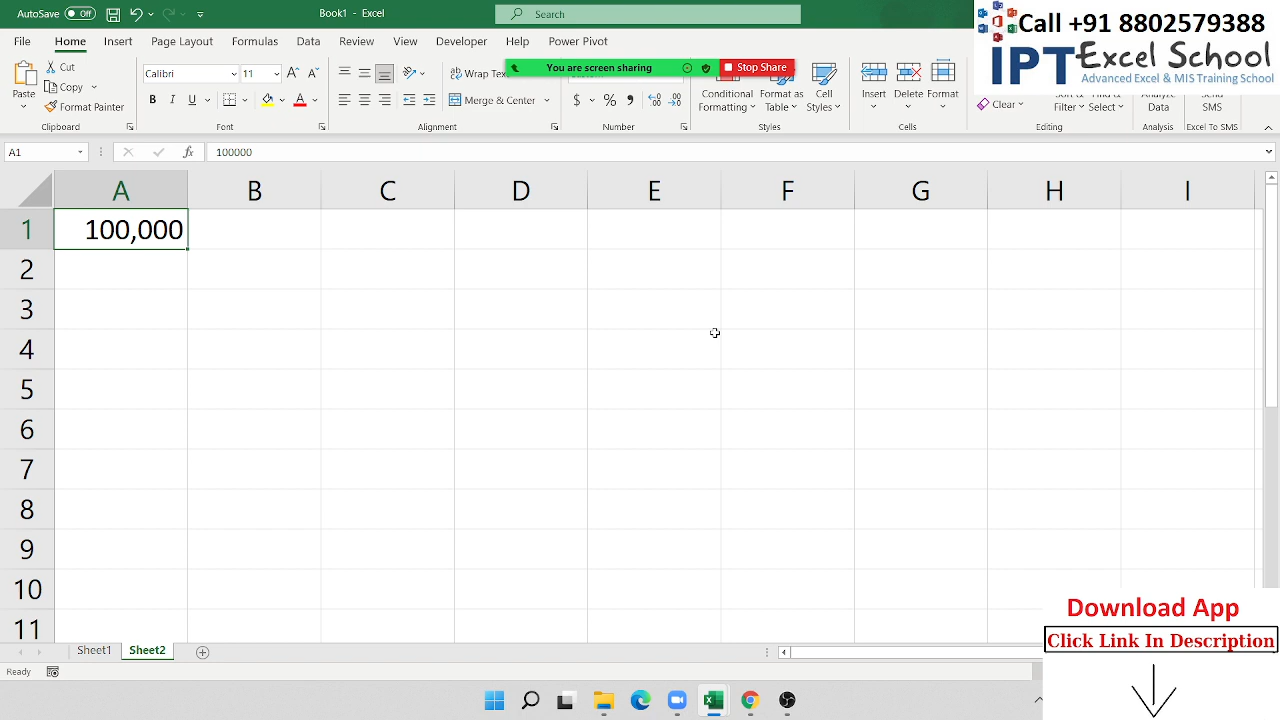 AutoSave Off
Book1 - Excel
Search
Call +91 8802579388
IPT Excel School
Advanced Excel & MIS Training School
File Home Insert Page Layout Formulas Data Review View Developer Help Power Pivot
You are screen sharing Stop Share
Paste
Cut
Copy
Format Painter
Clipboard
Calibri 11
B I U
Font
Wrap Text
Merge & Center
Alignment
$ % ,
Number
Conditional Formatting
Format as Table
Cell Styles
Styles
Insert Delete Format
Cells
Clear
Filter Select
Editing
Data
Analysis
SMS
Excel To SMS
A1 fx 100000
A B C D E F G H I
1 100,000
2
3
4
5
6
7
8
9
10
11
Sheet1 Sheet2
Ready
Download App
Click Link In Description